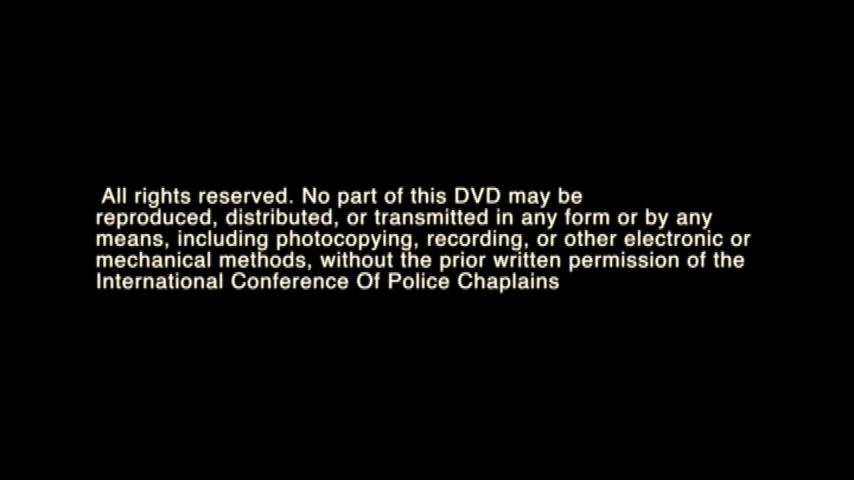 All rights reserved. No part of this DVD may be
reproduced, distributed, or transmitted in any form or by any
means, including photocopying, recording, or other electronic or
mechanical methods, without the prior written permission of the
International Conference Of Police Chaplains